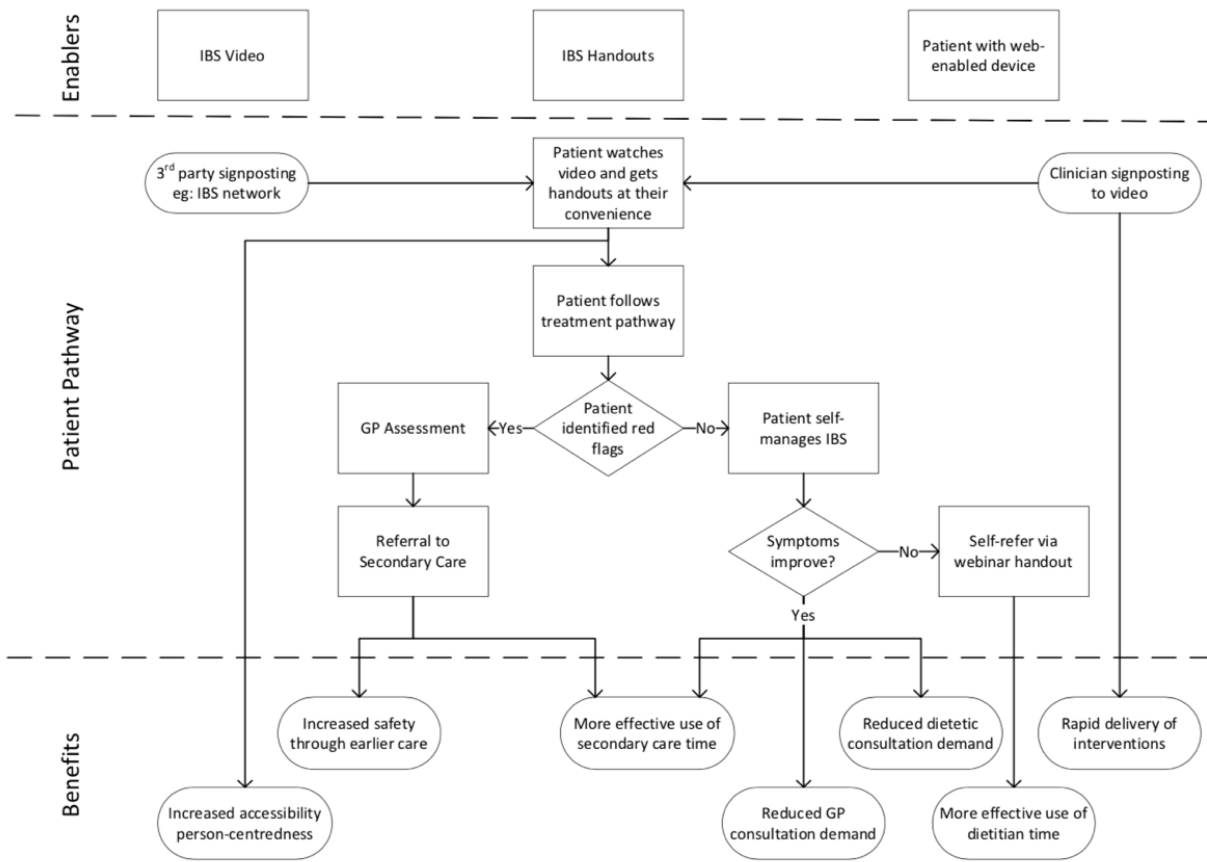 Enablers
IBS Video
IBS Handouts
Patient with web-
enabled device
Patient Pathway
3rd party signposting
eg: IBS network
Patient watches
video and gets
handouts at their
convenience
Clinician signposting
to video
Patient follows
treatment pathway
GP Assessment
Yes
Patient
identified red
flags
No
Patient self-
manages IBS
Referral to
Secondary Care
Symptoms
improve?
No
Self-refer via
webinar handout
Yes
Benefits
Increased safety
through earlier care
More effective use of
secondary care time
Reduced dietetic
consultation demand
Rapid delivery of
interventions
Increased accessibility
person-centredness
Reduced GP
consultation demand
More effective use of
dietitian time